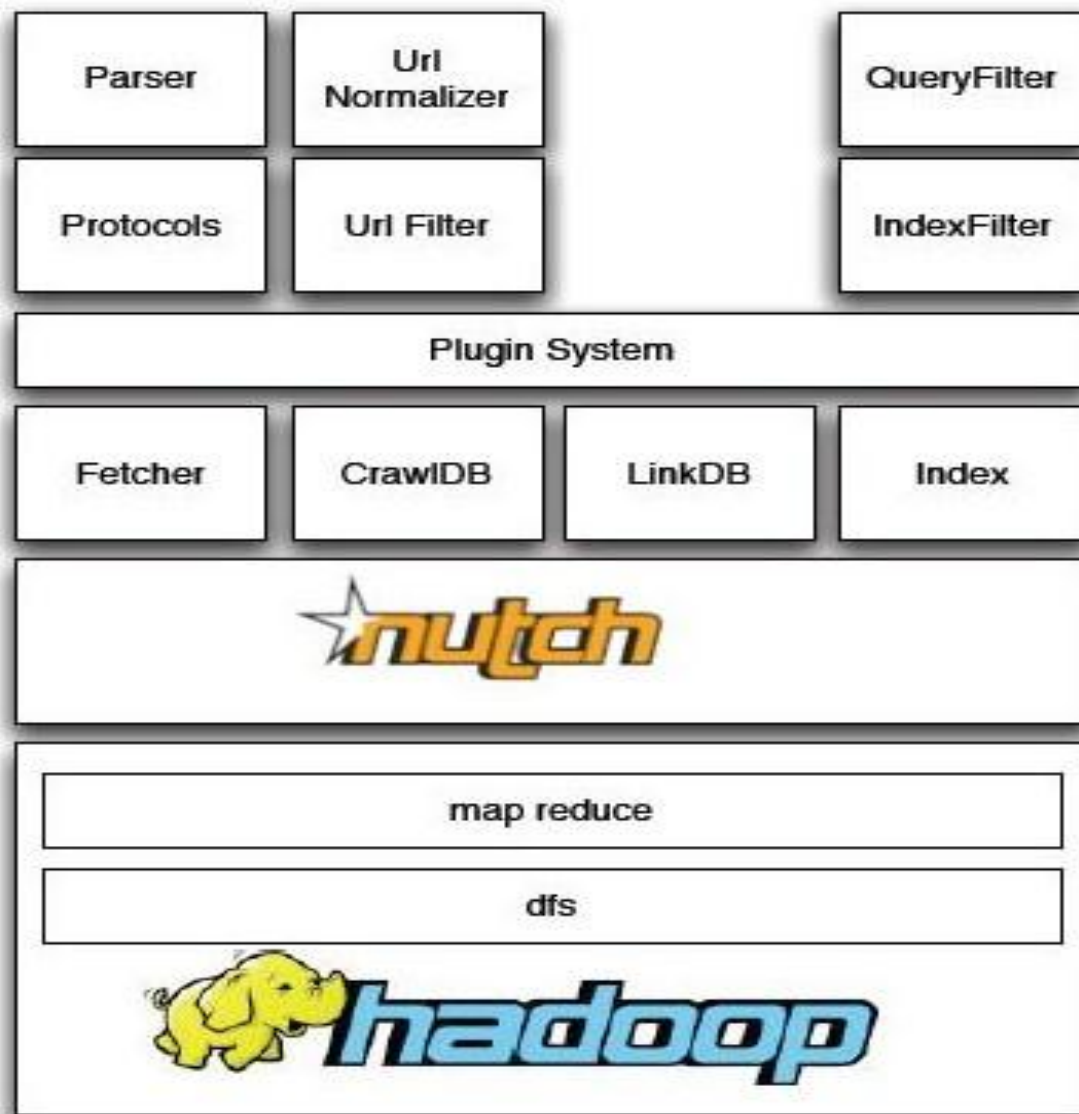 Parser
Url
Normalizer
QueryFilter
Protocols
Url Filter
IndexFilter
Plugin System
Fetcher
CrawlDB
LinkDB
Index
nutch
map reduce
dfs
hadoop